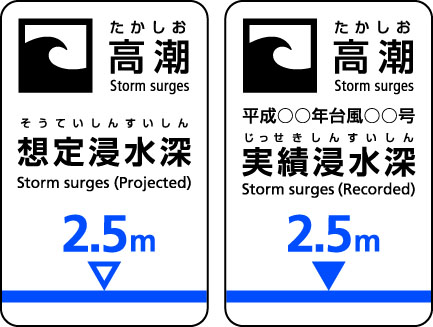 たかしお
高潮
Storm surges
そうていしんすいしん
想定浸水深
Storm surges (Projected)
2.5m
たかしお
高潮
Storm surges
平成○○年台風○○号
じっせきしんすいしん
実績浸水深
Storm surges (Recorded)
2.5m